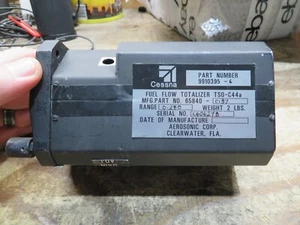 Cessna
PART NUMBER
9910395 -4
FUEL FLOW TOTALIZER TSO-C44a
MFG.PART NO. 65840 -
RANGE WEIGHT 2 LBS.
SERIAL NO.
DATE OF MANUFACTURE
AEROSONIC CORP.
CLEARWATER, FLA.